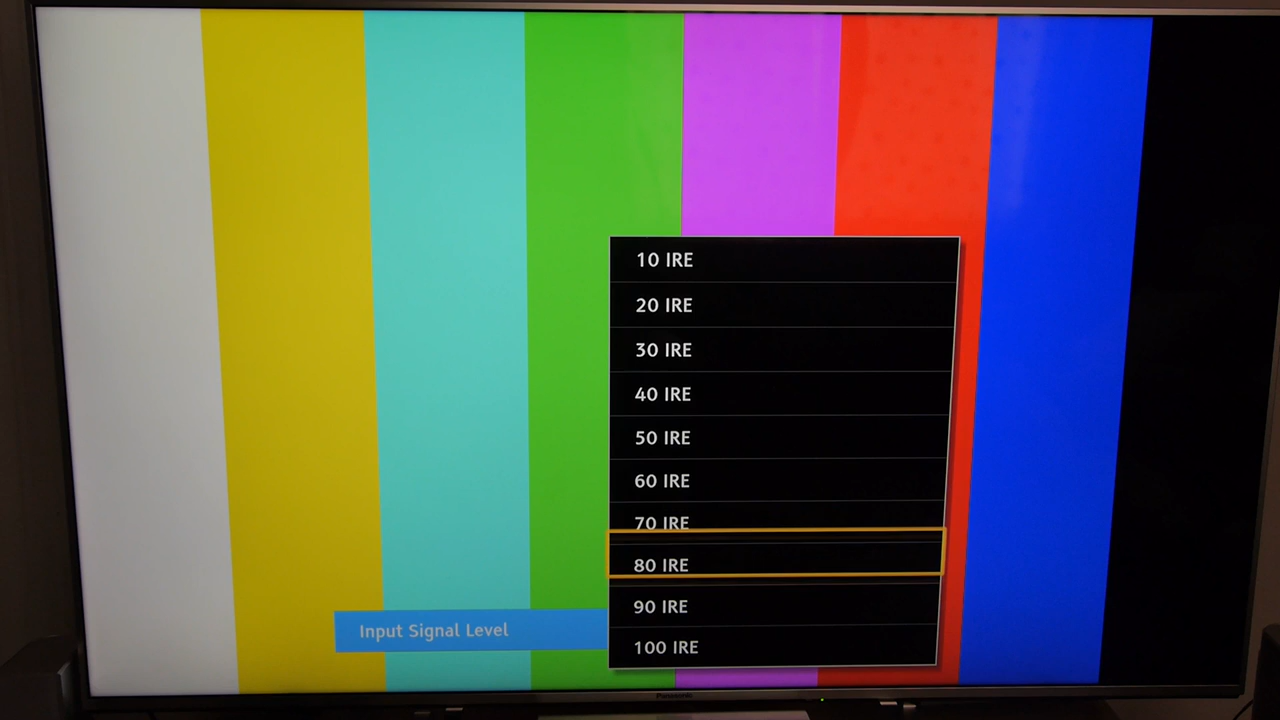 10 IRE
20 IRE
30 IRE
40 IRE
50 IRE
60 IRE
70 IRE
80 IRE
90 IRE
Input Signal Level
100 IRE
Panasonic